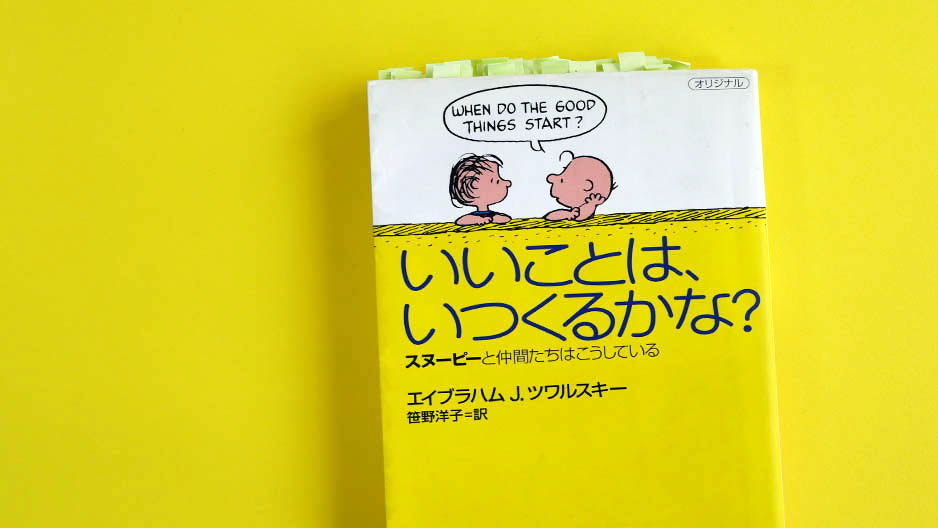 オリジナル
WHEN DO THE GOOD
THINGS START?
いいことは、
いつくるかな?
スヌーピーと仲間たちはこうしている
エイブラハム J. ツワルスキー
笹野洋子=訳